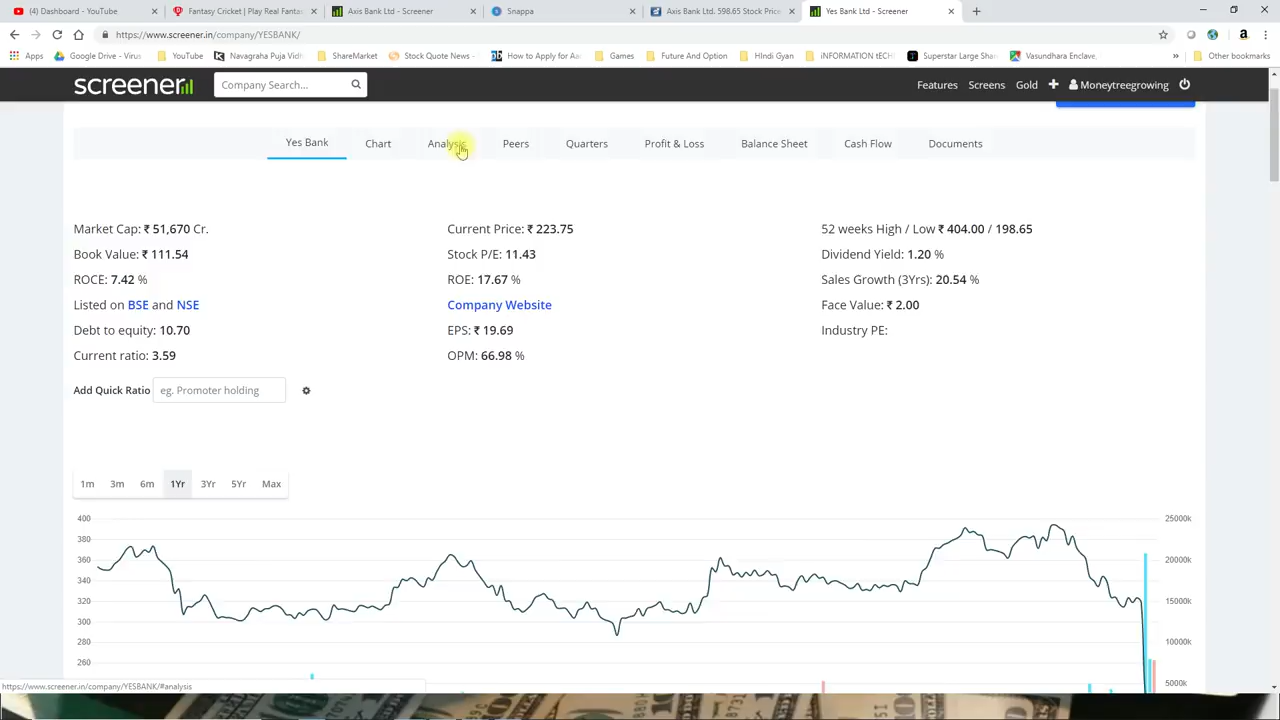 (4) Dashboard - YouTube
Fantasy Cricket | Play Real Fantas
Axis Bank Ltd - Screener
Snappa
Axis Bank Ltd. 598.65 Stock Price
Yes Bank Ltd - Screener
https://www.screener.in/company/YESBANK/
Apps
Google Drive - Virus
YouTube
Navagraha Puja Vidh
ShareMarket
Stock Quote News -
How to Apply for Aac
Games
Future And Option
HIndi Gyan
iNFORMATION tECH
Superstar Large Sha
Vasundhara Enclave,
»
Other bookmarks
screener
Company Search...
Features
Screens
Gold
Moneytreegrowing
Yes Bank
Chart
Analysis
Peers
Quarters
Profit & Loss
Balance Sheet
Cash Flow
Documents
Market Cap: ₹ 51,670 Cr.
Current Price: ₹ 223.75
52 weeks High / Low ₹ 404.00 / 198.65
Book Value: ₹ 111.54
Stock P/E: 11.43
Dividend Yield: 1.20 %
ROCE: 7.42 %
ROE: 17.67 %
Sales Growth (3Yrs): 20.54 %
Listed on BSE and NSE
Company Website
Face Value: ₹ 2.00
Debt to equity: 10.70
EPS: ₹ 19.69
Industry PE:
Current ratio: 3.59
OPM: 66.98 %
Add Quick Ratio
eg. Promoter holding
1m
3m
6m
1Yr
3Yr
5Yr
Max
400
25000k
380
360
20000k
340
320
15000k
300
280
10000k
260
5000k
https://www.screener.in/company/YESBANK/#analysis